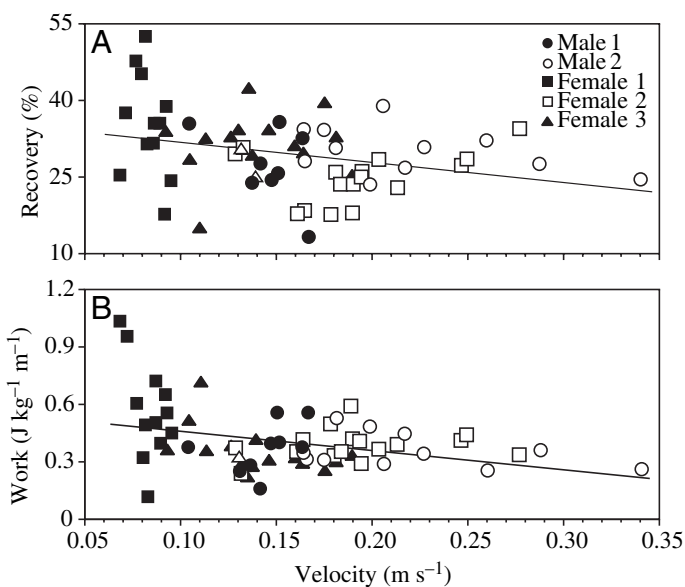 55
A
Male 1
Male 2
Female 1
Female 2
Female 3
40
25
10
Recovery (%)
1.2
B
0.9
0.6
0.3
0
Work (J kg⁻¹ m⁻¹)
0.05 0.10 0.15 0.20 0.25 0.30 0.35
Velocity (m s⁻¹)